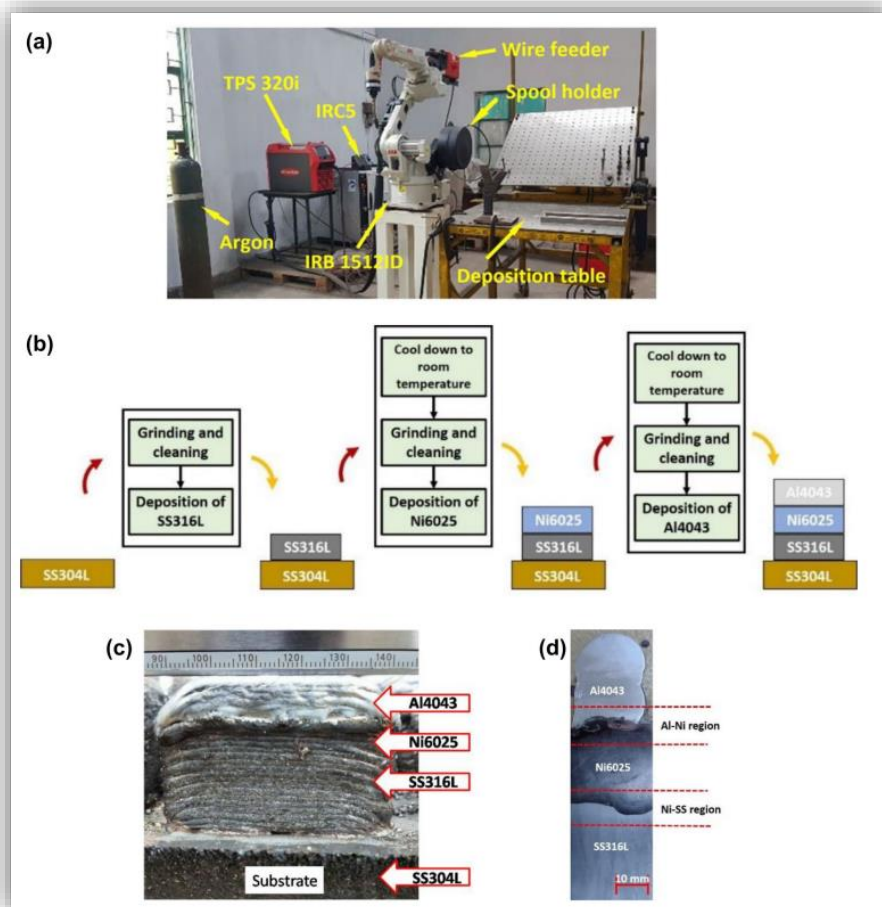 (a)
Wire feeder
TPS 320i
Spool holder
IRC5
Argon
IRB 1512ID
Deposition table
(b)
Grinding and
cleaning
Deposition of
SS316L
Cool down to
room
temperature
Grinding and
cleaning
Deposition of
Ni6025
Cool down to
room
temperature
Grinding and
cleaning
Deposition of
Al4043
SS304L
SS316L
SS304L
Ni6025
SS316L
SS304L
Al4043
Ni6025
SS316L
SS304L
(c)
90 100 110 120 130 140
Al4043
Ni6025
SS316L
SS304L
Substrate
(d)
Al4043
Al-Ni region
Ni6025
Ni-SS region
SS316L
10 mm